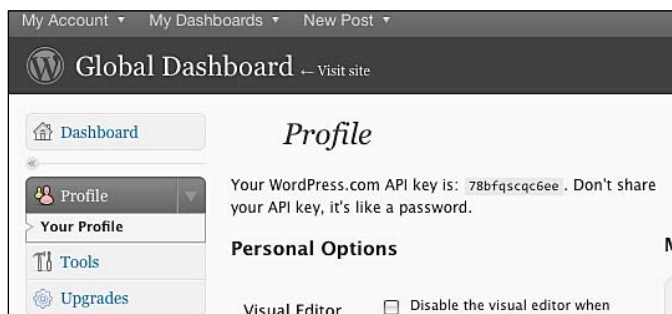 My Account ▾ My Dashboards ▾ New Post ▾
Global Dashboard ← Visit site
Dashboard
Profile
Your Profile
Tools
Upgrades
Profile
Your WordPress.com API key is: 78bfqscqc6ee. Don't share
your API key, it's like a password.
Personal Options
Visual Editor
Disable the visual editor when